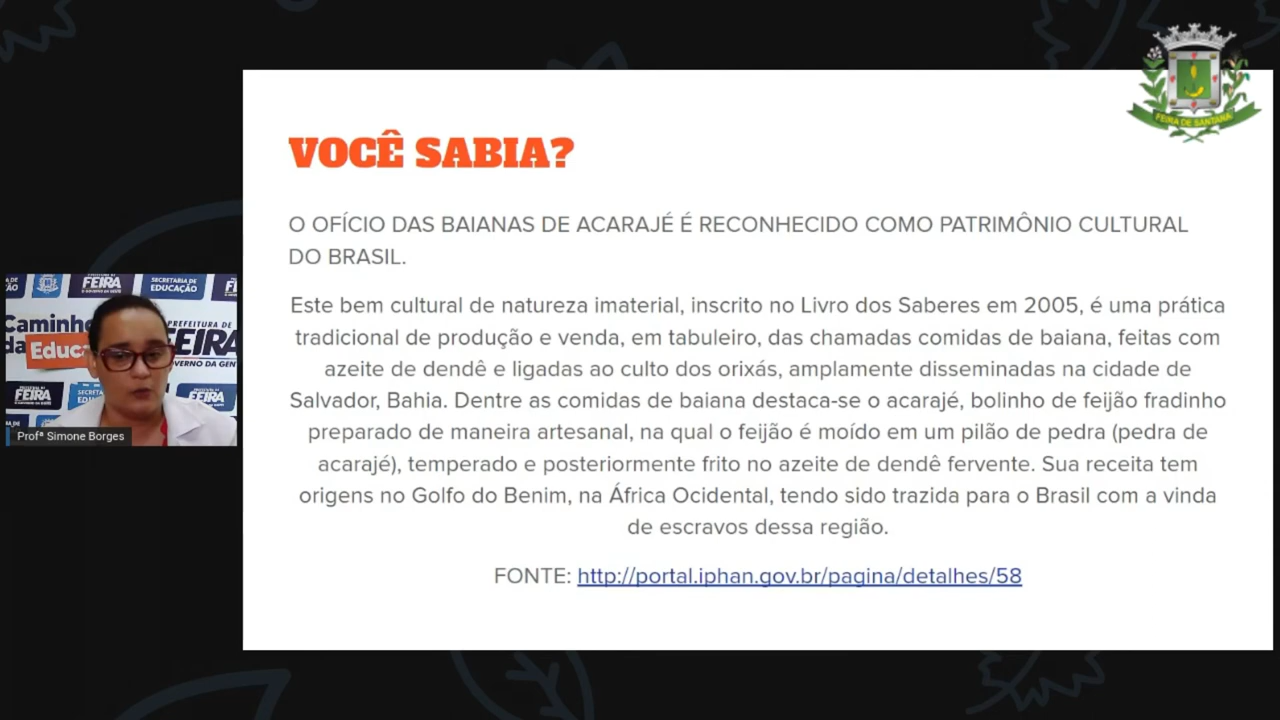 FEIRA DE SANTANA
VOCÊ SABIA?
O OFÍCIO DAS BAIANAS DE ACARAJÉ É RECONHECIDO COMO PATRIMÔNIO CULTURAL
DO BRASIL.
Este bem cultural de natureza imaterial, inscrito no Livro dos Saberes em 2005, é uma prática
tradicional de produção e venda, em tabuleiro, das chamadas comidas de baiana, feitas com
azeite de dendê e ligadas ao culto dos orixás, amplamente disseminadas na cidade de
Salvador, Bahia. Dentre as comidas de baiana destaca-se o acarajé, bolinho de feijão fradinho
preparado de maneira artesanal, na qual o feijão é moído em um pilão de pedra (pedra de
acarajé), temperado e posteriormente frito no azeite de dendê fervente. Sua receita tem
origens no Golfo do Benim, na África Ocidental, tendo sido trazida para o Brasil com a vinda
de escravos dessa região.
FONTE: http://portal.iphan.gov.br/pagina/detalhes/58
FEIRA
SECRETARIA DE
EDUCAÇÃO
Caminho
da Educ
PREFEITURA DE
FEIRA
GOVERNO DA GEN
FEIRA
FEIRA
Profª Simone Borges